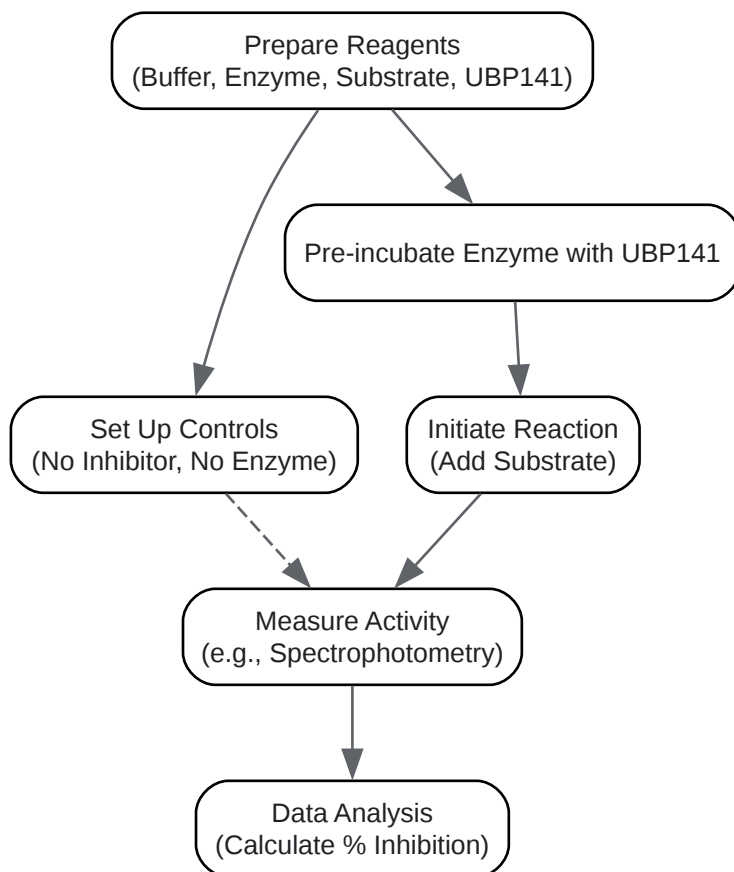 Prepare Reagents
(Buffer, Enzyme, Substrate, UBP141)
Pre-incubate Enzyme with UBP141
Set Up Controls
(No Inhibitor, No Enzyme)
Initiate Reaction
(Add Substrate)
Measure Activity
(e.g., Spectrophotometry)
Data Analysis
(Calculate % Inhibition)